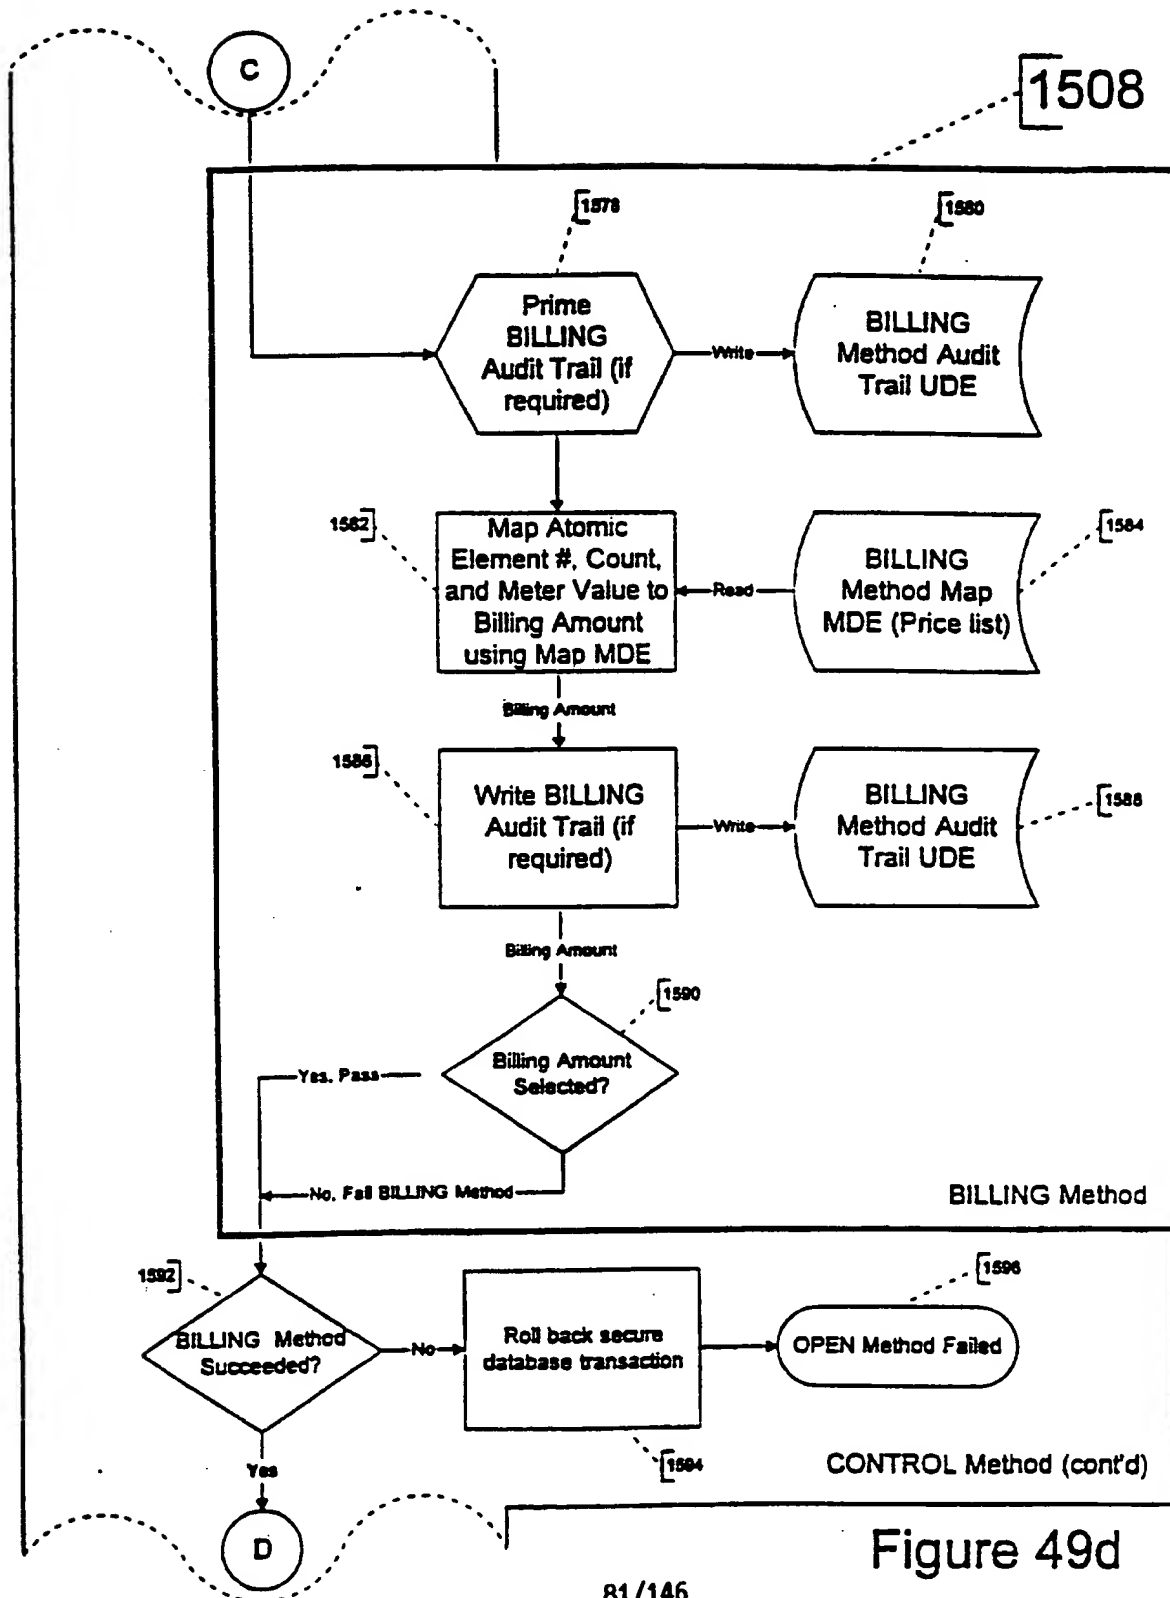 C
1508
1578
1580
Prime
BILLING
Audit Trail (if
required)
Write
BILLING
Method Audit
Trail UDE
1582
Map Atomic
Element #, Count,
and Meter Value to
Billing Amount
using Map MDE
Read
BILLING
Method Map
MDE (Price list)
1584
Billing Amount
1586
Write BILLING
Audit Trail (if
required)
Write
BILLING
Method Audit
Trail UDE
1588
Billing Amount
1590
Billing Amount
Selected?
Yes, Pass
No, Fail BILLING Method
BILLING Method
1592
BILLING Method
Succeeded?
No
Roll back secure
database transaction
1594
1596
OPEN Method Failed
Yes
CONTROL Method (cont'd)
D
Figure 49d
81/146